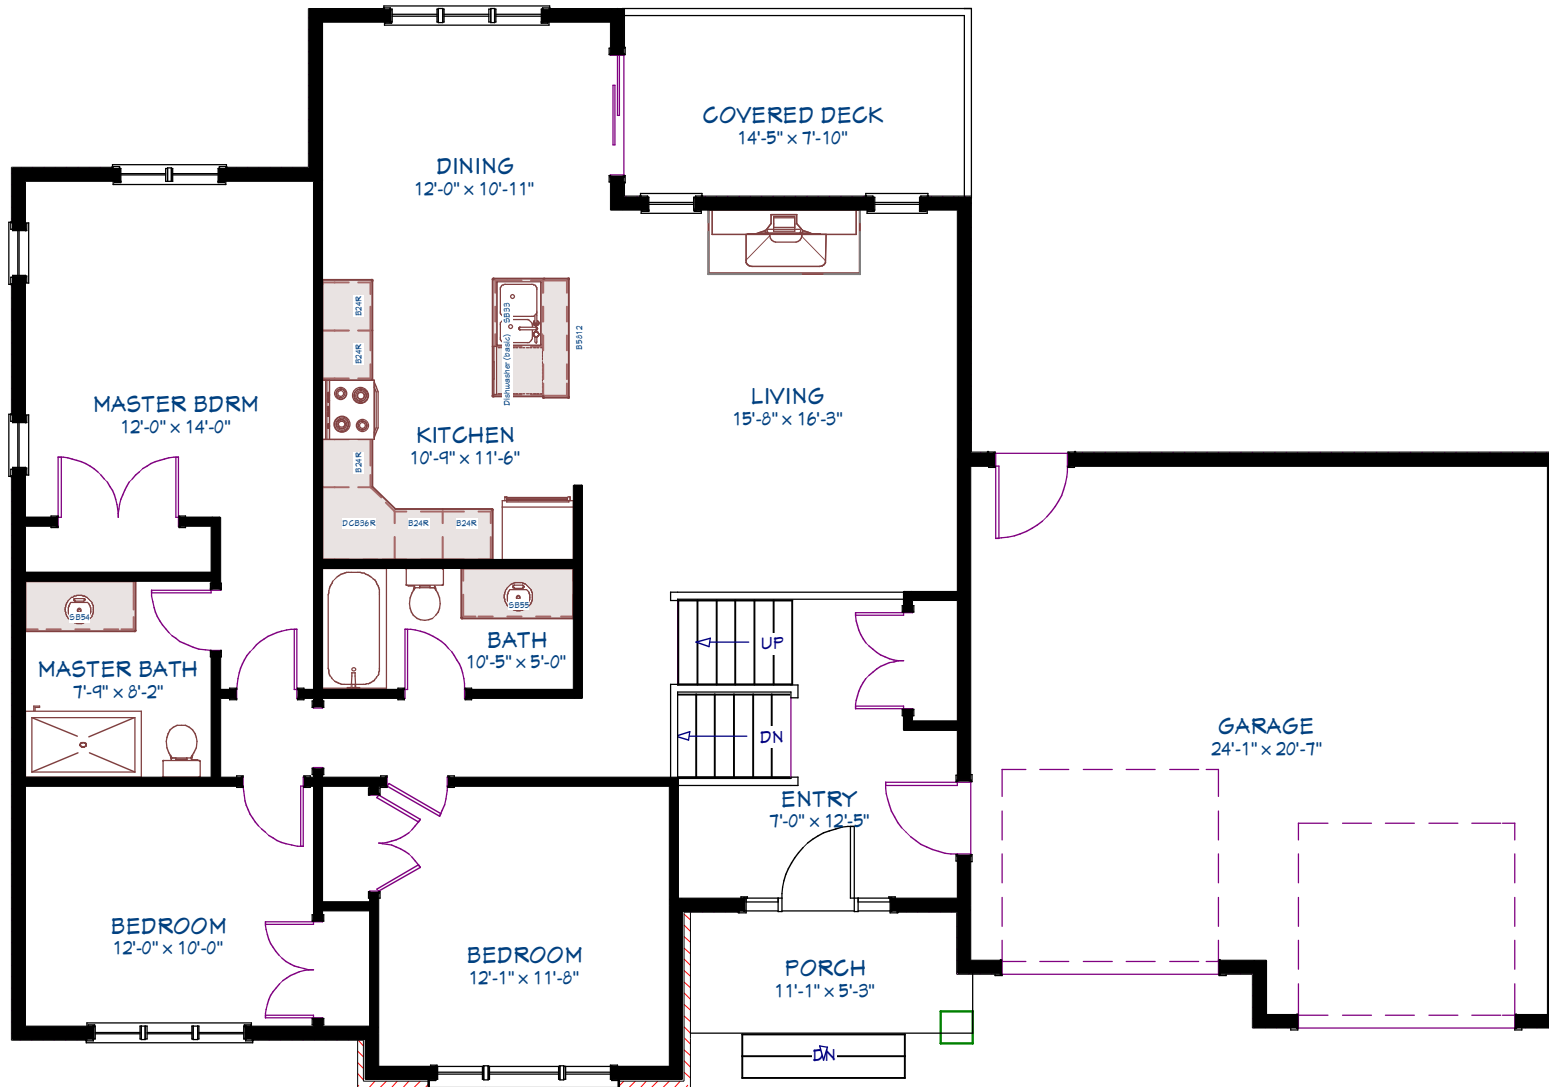 COVERED DECK
14'-5" x 7'-10"
DINING
12'-0" x 10'-11"
B24R
B24R
SB33
Dishwasher (basic)
B5812
MASTER BDRM
12'-0" x 14'-0"
LIVING
15'-8" x 16'-3"
KITCHEN
10'-9" x 11'-6"
B24R
DCB36R
B24R
B24R
SB54
SB55
MASTER BATH
7'-9" x 8'-2"
BATH
10'-5" x 5'-0"
UP
DN
GARAGE
24'-1" x 20'-7"
ENTRY
7'-0" x 12'-5"
BEDROOM
12'-0" x 10'-0"
BEDROOM
12'-1" x 11'-8"
PORCH
11'-1" x 5'-3"
DN